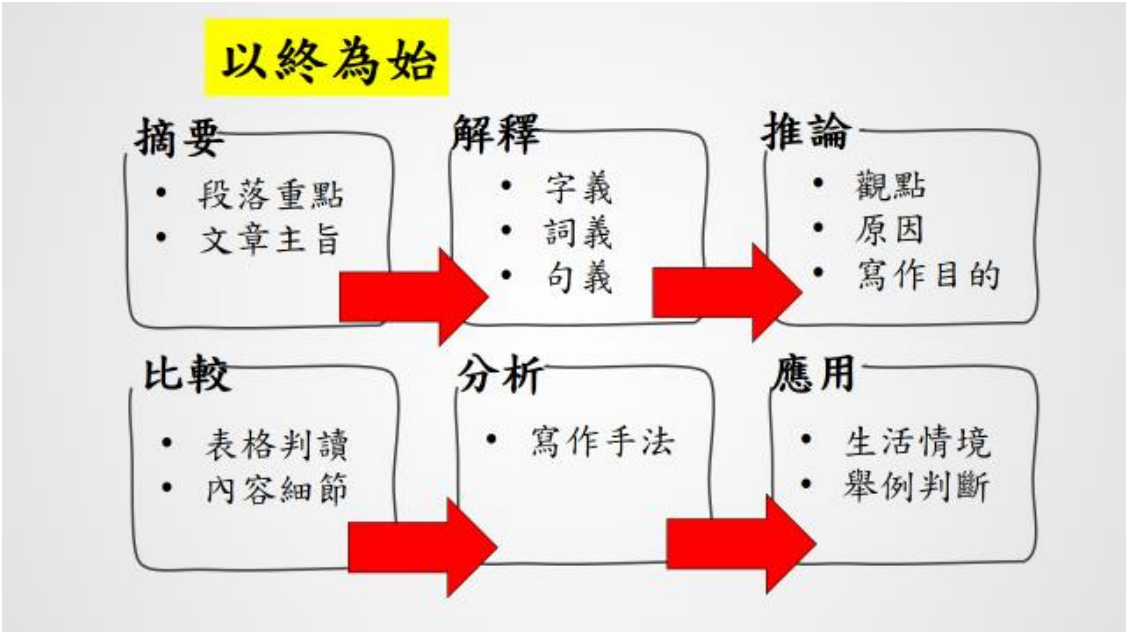 以終為始
摘要
• 段落重點
• 文章主旨
解釋
• 字義
• 詞義
• 句義
推論
• 觀點
• 原因
• 寫作目的
比較
• 表格判讀
• 內容細節
分析
• 寫作手法
應用
• 生活情境
• 舉例判斷